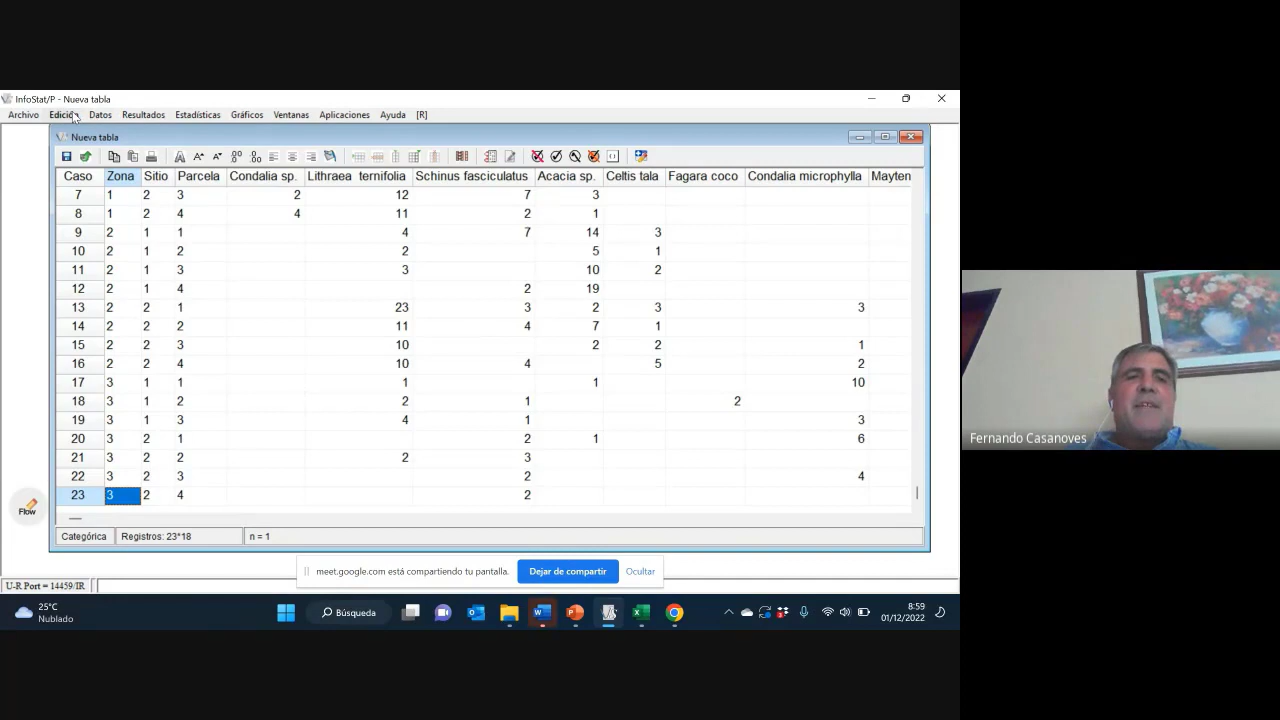 InfoStat/P - Nueva tabla
Archivo Edición Datos Resultados Estadísticas Gráficos Ventanas Aplicaciones Ayuda [R]
Nueva tabla
Caso Zona Sitio Parcela Condalia sp. Lithraea ternifolia Schinus fasciculatus Acacia sp. Celtis tala Fagara coco Condalia microphylla Mayten
7 1 2 3 2 12 7 3
8 1 2 4 4 11 2 1
9 2 1 1 4 7 14 3
10 2 1 2 2 5 1
11 2 1 3 3 10 2
12 2 1 4 2 19
13 2 2 1 23 3 2 3 3
14 2 2 2 11 4 7 1
15 2 2 3 10 2 2 1
16 2 2 4 10 4 5 2
17 3 1 1 1 1 10
18 3 1 2 2 1 2
19 3 1 3 4 1 3
20 3 2 1 2 1 6
21 3 2 2 2 3
22 3 2 3 2 4
23 3 2 4 2
Categórica Registros: 23*18 n = 1
Flow
meet.google.com está compartiendo tu pantalla. Dejar de compartir Ocultar
U-R Port = 14459/IR
25°C
Nublado
Búsqueda
8:59
01/12/2022
Fernando Casanoves